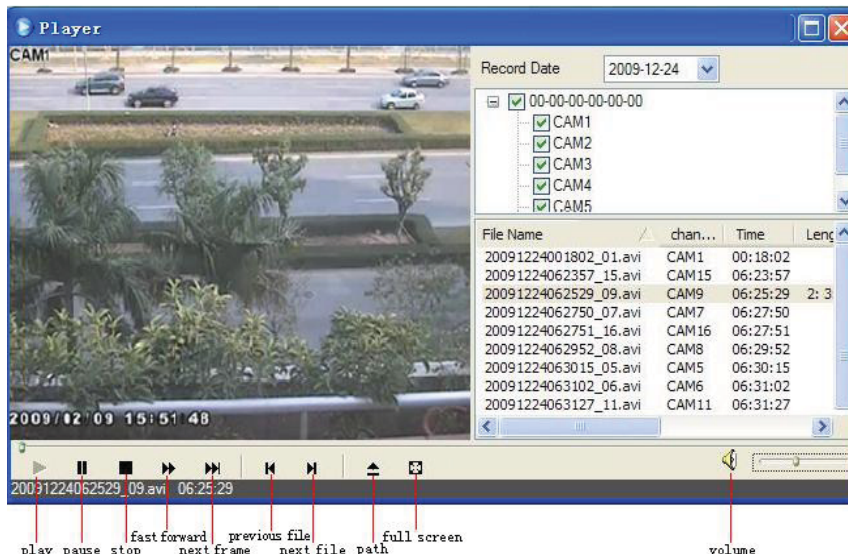 Player
CAM1
Record Date 2009-12-24
00-00-00-00-00-00
CAM1
CAM2
CAM3
CAM4
CAM5
File Name chan... Time Leng
20091224001802_01.avi CAM1 00:18:02
20091224062357_15.avi CAM15 06:23:57
20091224062529_09.avi CAM9 06:25:29 2: 3
20091224062750_07.avi CAM7 06:27:50
20091224062751_16.avi CAM16 06:27:51
20091224062952_08.avi CAM8 06:29:52
20091224063015_05.avi CAM5 06:30:15
20091224063102_06.avi CAM6 06:31:02
20091224063127_11.avi CAM11 06:31:27
2009/12/09 15:51:48
20091224062529_09.avi 06:25:29
fast forward previous file full screen
play pause stop next frame next file path volume